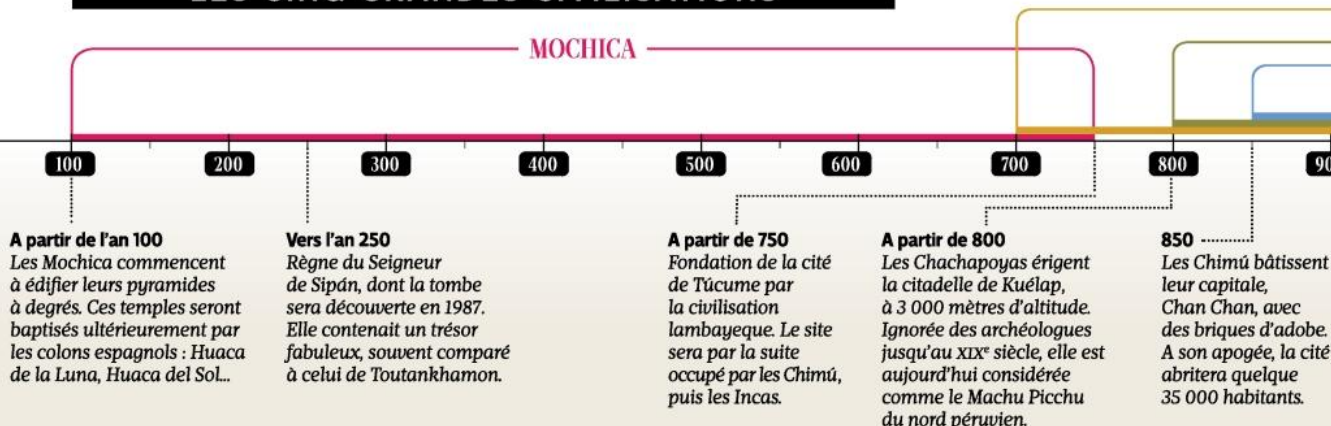 LES CINQ GRANDES CIVILISATIONS
MOCHICA
100
200
300
400
500
600
700
800
A partir de l'an 100
Les Mochica commencent
à édifier leurs pyramides
à degrés. Ces temples seront
baptisés ultérieurement par
les colons espagnols : Huaca
de la Luna, Huaca del Sol...
Vers l'an 250
Règne du Seigneur
de Sipán, dont la tombe
sera découverte en 1987.
Elle contenait un trésor
fabuleux, souvent comparé
à celui de Toutankhamon.
A partir de 750
Fondation de la cité
de Túcume par
la civilisation
lambayeque. Le site
sera par la suite
occupé par les Chimú,
puis les Incas.
A partir de 800
Les Chachapoyas érigent
la citadelle de Kuélap,
à 3 000 mètres d'altitude.
Ignorée des archéologues
jusqu'au XIXe siècle, elle est
aujourd'hui considérée
comme le Machu Picchu
du nord péruvien.
850
Les Chimú bâtissent
leur capitale,
Chan Chan, avec
des briques d'adobe.
A son apogée, la cité
abritera quelque
35 000 habitants.